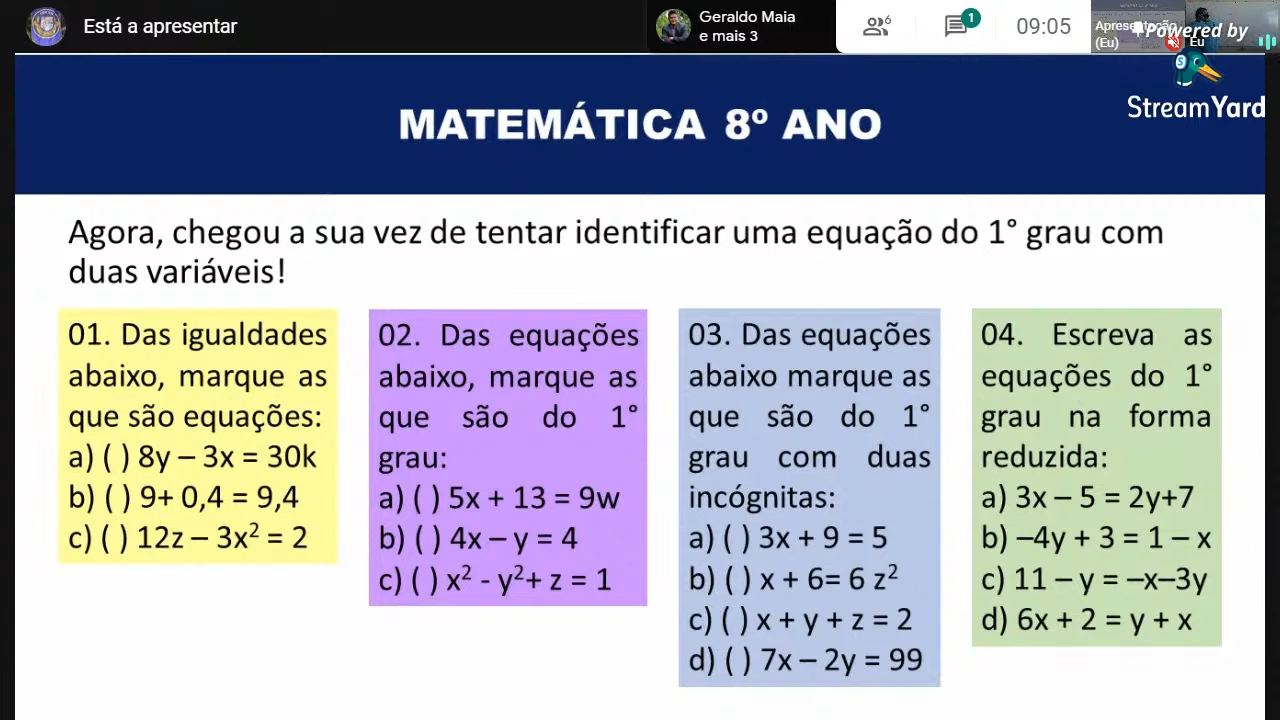 Está a apresentar
Geraldo Maia
e mais 3
6
1
09:05
Apresentação
(Eu)
Eu
Powered by
StreamYard
MATEMÁTICA 8º ANO
Agora, chegou a sua vez de tentar identificar uma equação do 1° grau com
duas variáveis!
01. Das igualdades
abaixo, marque as
que são equações:
a) ( ) 8y – 3x = 30k
b) ( ) 9+ 0,4 = 9,4
c) ( ) 12z – 3x² = 2
02. Das equações
abaixo, marque as
que são do 1°
grau:
a) ( ) 5x + 13 = 9w
b) ( ) 4x – y = 4
c) ( ) x² - y²+ z = 1
03. Das equações
abaixo marque as
que são do 1°
grau com duas
incógnitas:
a) ( ) 3x + 9 = 5
b) ( ) x + 6= 6 z²
c) ( ) x + y + z = 2
d) ( ) 7x – 2y = 99
04. Escreva as
equações do 1°
grau na forma
reduzida:
a) 3x – 5 = 2y+7
b) –4y + 3 = 1 – x
c) 11 – y = –x–3y
d) 6x + 2 = y + x